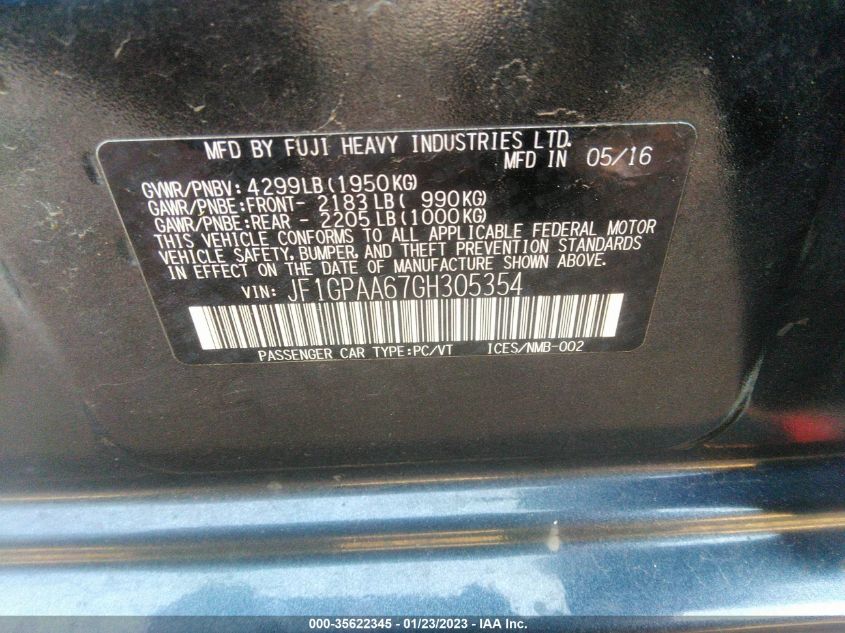 MFD BY FUJI HEAVY INDUSTRIES LTD.
MFD IN 05/16
GVWR/PNBV: 4299LB(1950KG)
GAWR/PNBE:FRONT- 2183LB( 990KG)
GAWR/PNBE:REAR - 2205LB(1000KG)
THIS VEHICLE CONFORMS TO ALL APPLICABLE FEDERAL MOTOR
VEHICLE SAFETY, BUMPER, AND THEFT PREVENTION STANDARDS
IN EFFECT ON THE DATE OF MANUFACTURE SHOWN ABOVE.
VIN: JF1GPAA67GH305354
PASSENGER CAR TYPE:PC/VT ICES/NMB-002
000-35622345 - 01/23/2023 - IAA Inc.